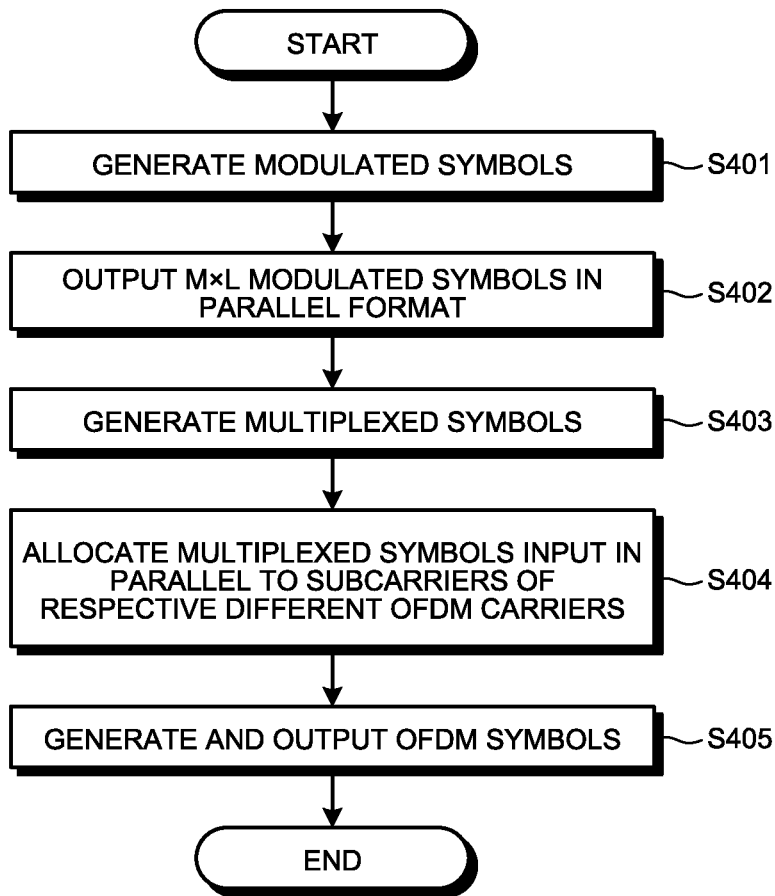 START
GENERATE MODULATED SYMBOLS
S401
OUTPUT M×L MODULATED SYMBOLS IN
PARALLEL FORMAT
S402
GENERATE MULTIPLEXED SYMBOLS
S403
ALLOCATE MULTIPLEXED SYMBOLS INPUT IN
PARALLEL TO SUBCARRIERS OF
RESPECTIVE DIFFERENT OFDM CARRIERS
S404
GENERATE AND OUTPUT OFDM SYMBOLS
S405
END